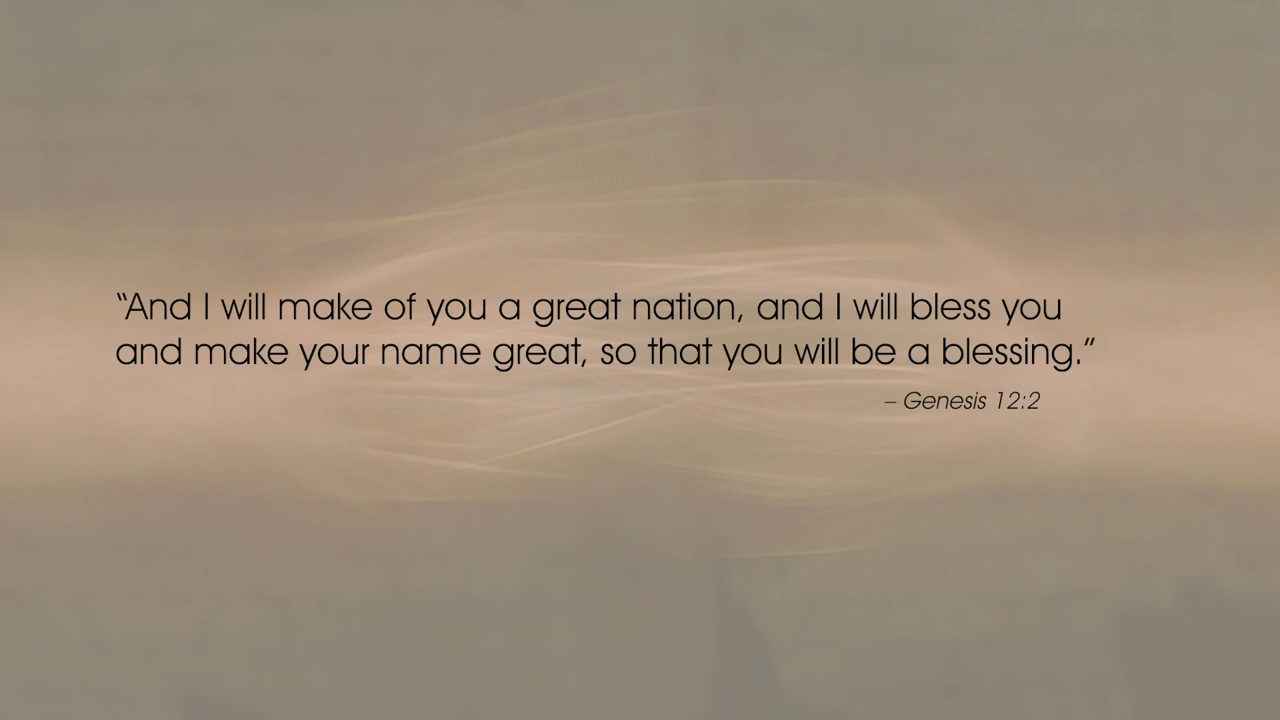 “And I will make of you a great nation, and I will bless you
and make your name great, so that you will be a blessing.”
– Genesis 12:2